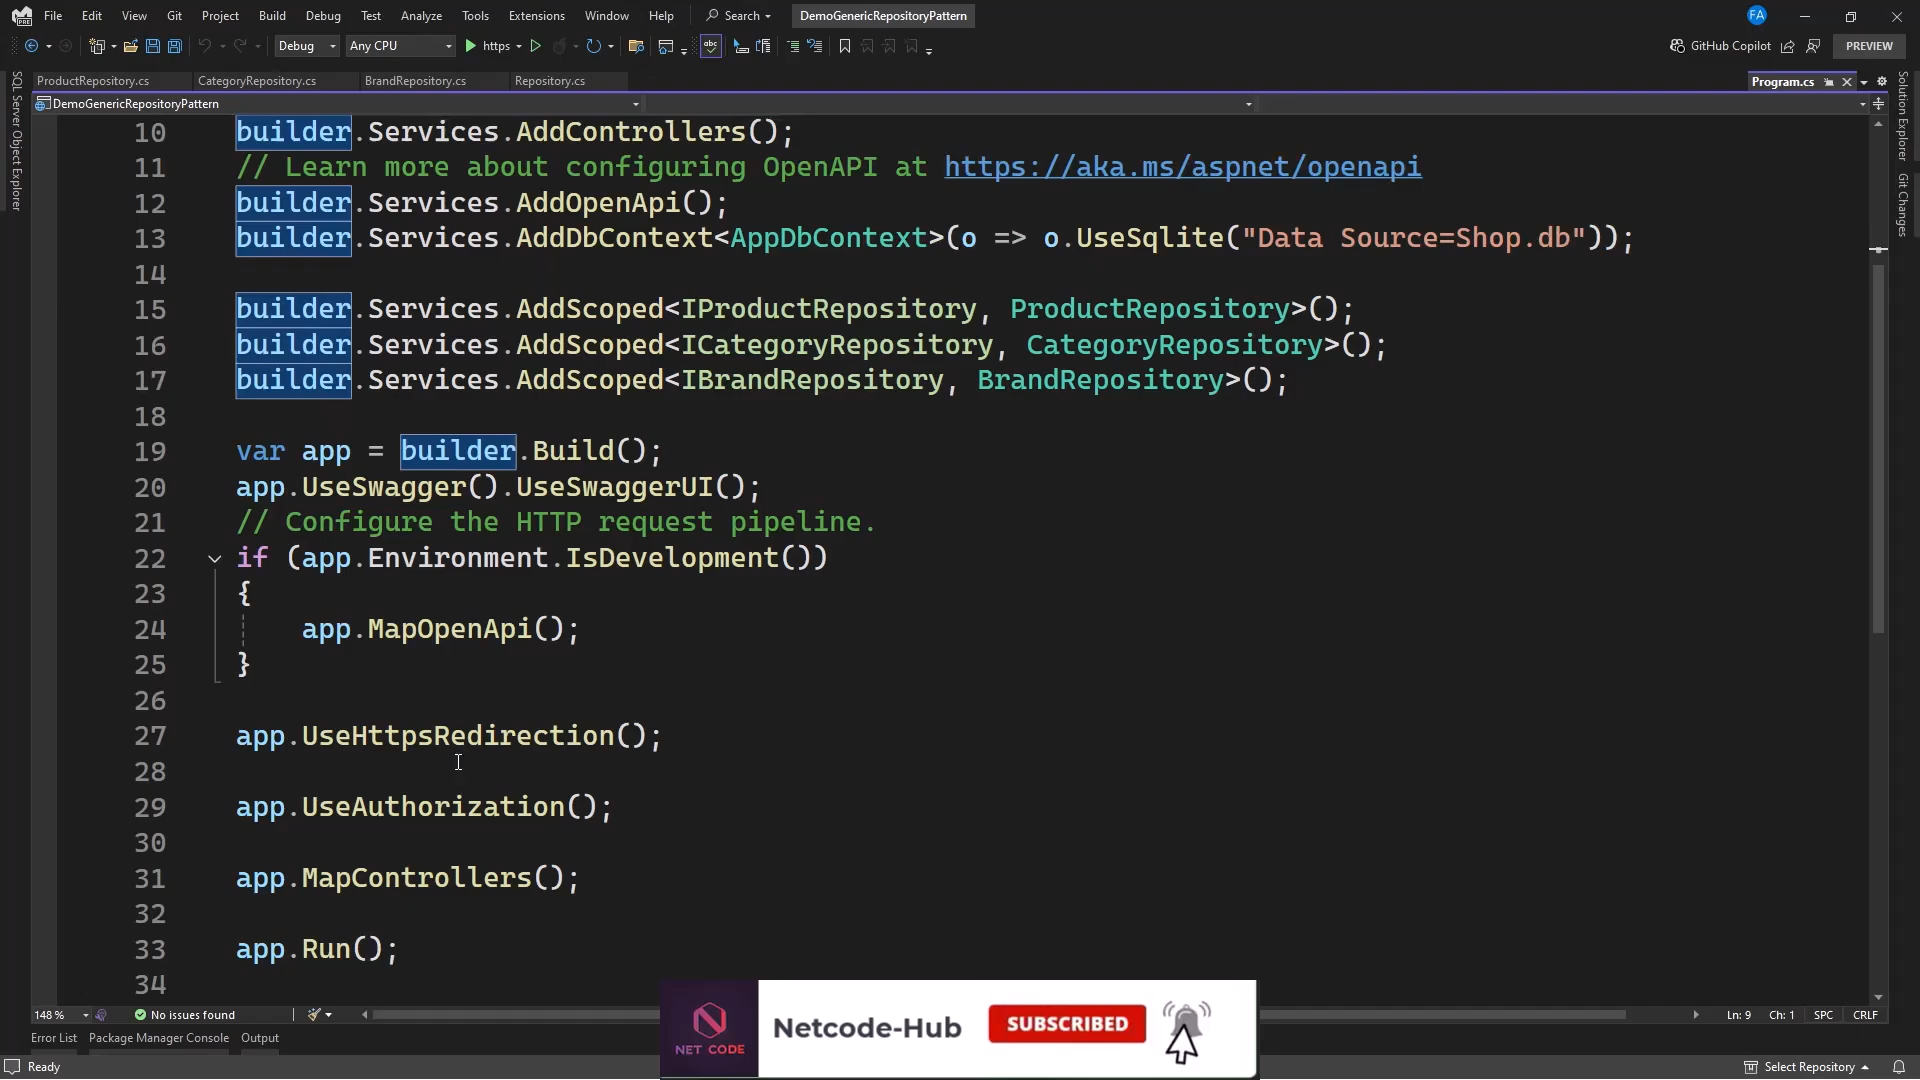 File Edit View Git Project Build Debug Test Analyze Tools Extensions Window Help Search DemoGenericRepositoryPattern FA
Debug Any CPU https GitHub Copilot PREVIEW
ProductRepository.cs CategoryRepository.cs BrandRepository.cs Repository.cs Program.cs
DemoGenericRepositoryPattern
SQL Server Object Explorer
Solution Explorer
Git Changes
10 builder.Services.AddControllers();
11 // Learn more about configuring OpenAPI at https://aka.ms/aspnet/openapi
12 builder.Services.AddOpenApi();
13 builder.Services.AddDbContext<AppDbContext>(o => o.UseSqlite("Data Source=Shop.db"));
14
15 builder.Services.AddScoped<IProductRepository, ProductRepository>();
16 builder.Services.AddScoped<ICategoryRepository, CategoryRepository>();
17 builder.Services.AddScoped<IBrandRepository, BrandRepository>();
18
19 var app = builder.Build();
20 app.UseSwagger().UseSwaggerUI();
21 // Configure the HTTP request pipeline.
22 if (app.Environment.IsDevelopment())
23 {
24 app.MapOpenApi();
25 }
26
27 app.UseHttpsRedirection();
28
29 app.UseAuthorization();
30
31 app.MapControllers();
32
33 app.Run();
34
148 % No issues found Ln: 9 Ch: 1 SPC CRLF
NET CODE Netcode-Hub SUBSCRIBED
Error List Package Manager Console Output
Ready Select Repository